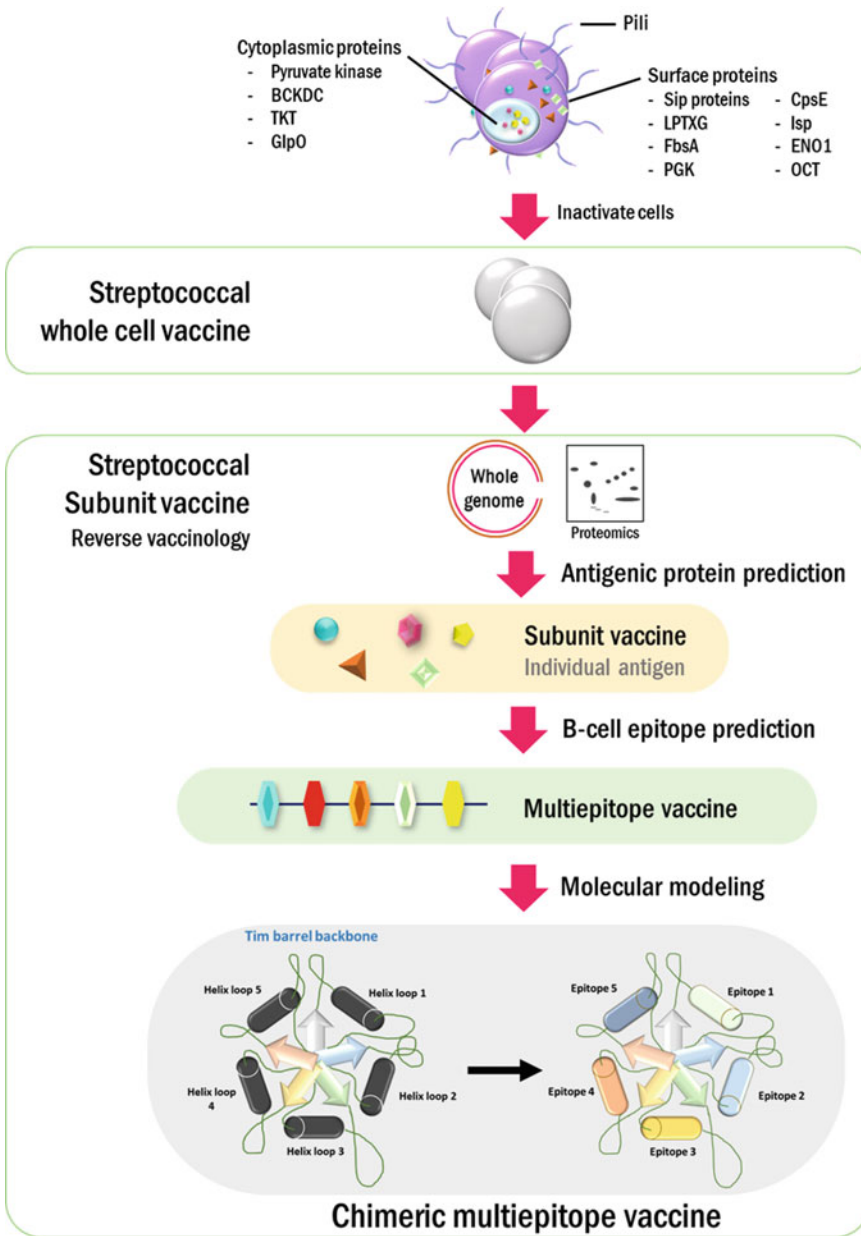 Pili
Cytoplasmic proteins
- Pyruvate kinase
- BCKDC
- TKT
- GlpO
Surface proteins
- Sip proteins
- LPTXG
- FbsA
- PGK
- CpsE
- Isp
- ENO1
- OCT
Inactivate cells
Streptococcal
whole cell vaccine
Streptococcal
Subunit vaccine
Reverse vaccinology
Whole
genome
Proteomics
Antigenic protein prediction
Subunit vaccine
Individual antigen
B-cell epitope prediction
Multiepitope vaccine
Molecular modeling
Tim barrel backbone
Helix loop 5
Helix loop 1
Helix loop
4
Helix loop 2
Helix loop 3
Epitope 5
Epitope 1
Epitope 4
Epitope 2
Epitope 3
Chimeric multiepitope vaccine